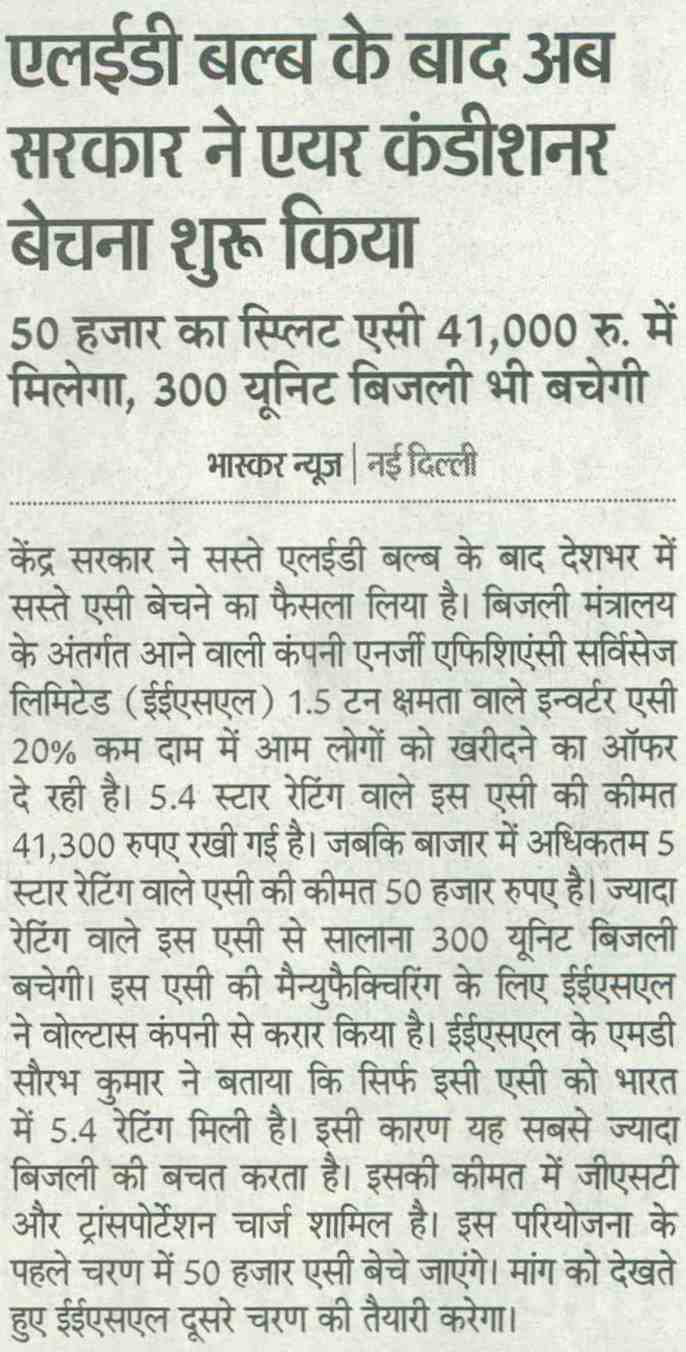 एलईडी बल्ब के बाद अब
सरकार ने एयर कंडीशनर
बेचना शुरू किया
50 हजार का स्प्लिट एसी 41,000 रु. में
मिलेगा, 300 यूनिट बिजली भी बचेगी
भास्कर न्यूज | नई दिल्ली
केंद्र सरकार ने सस्ते एलईडी बल्ब के बाद देशभर में
सस्ते एसी बेचने का फैसला लिया है। बिजली मंत्रालय
के अंतर्गत आने वाली कंपनी एनर्जी एफिशिएंसी सर्विसेज
लिमिटेड (ईईएसएल) 1.5 टन क्षमता वाले इन्वर्टर एसी
20% कम दाम में आम लोगों को खरीदने का ऑफर
दे रही है। 5.4 स्टार रेटिंग वाले इस एसी की कीमत
41,300 रुपए रखी गई है। जबकि बाजार में अधिकतम 5
स्टार रेटिंग वाले एसी की कीमत 50 हजार रुपए है। ज्यादा
रेटिंग वाले इस एसी से सालाना 300 यूनिट बिजली
बचेगी। इस एसी की मैन्युफैक्चिरिंग के लिए ईईएसएल
ने वोल्टास कंपनी से करार किया है। ईईएसएल के एमडी
सौरभ कुमार ने बताया कि सिर्फ इसी एसी को भारत
में 5.4 रेटिंग मिली है। इसी कारण यह सबसे ज्यादा
बिजली की बचत करता है। इसकी कीमत में जीएसटी
और ट्रांसपोर्टेशन चार्ज शामिल है। इस परियोजना के
पहले चरण में 50 हजार एसी बेचे जाएंगे। मांग को देखते
हुए ईईएसएल दूसरे चरण की तैयारी करेगा।